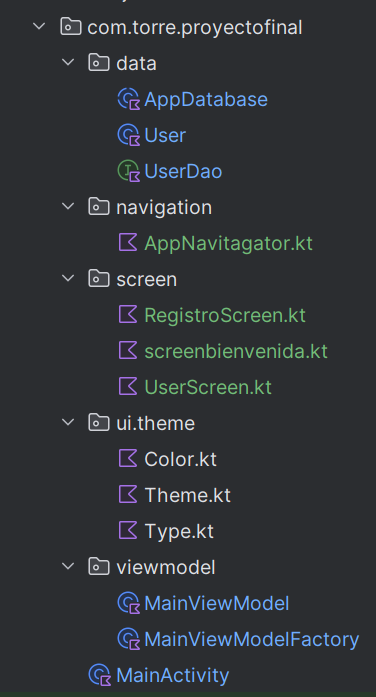 com.torre.proyectofinal
data
AppDatabase
User
UserDao
navigation
AppNavitagator.kt
screen
RegistroScreen.kt
screenbienvenida.kt
UserScreen.kt
ui.theme
Color.kt
Theme.kt
Type.kt
viewmodel
MainViewModel
MainViewModelFactory
MainActivity